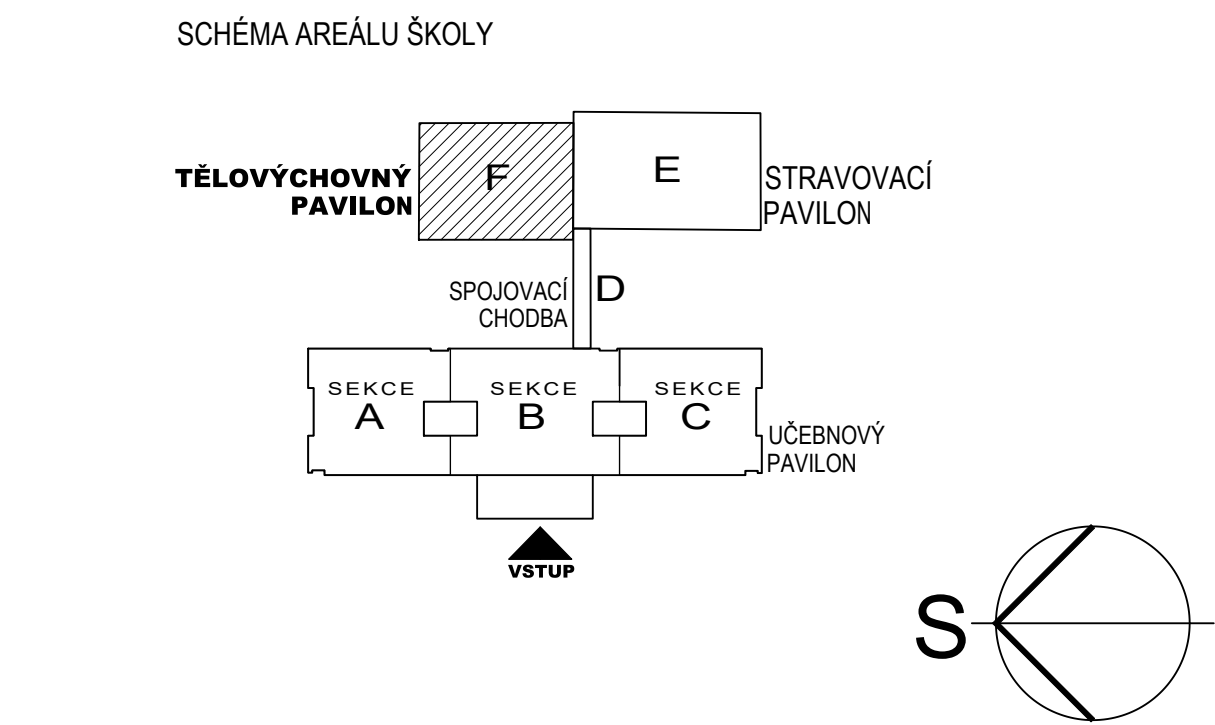 SCHÉMA AREÁLU ŠKOLY
TĚLOVÝCHOVNÝ
PAVILON
F
E
STRAVOVACÍ
PAVILON
SPOJOVACÍ
CHODBA
D
SEKCE
A
SEKCE
B
SEKCE
C
UČEBNOVÝ
PAVILON
VSTUP
S